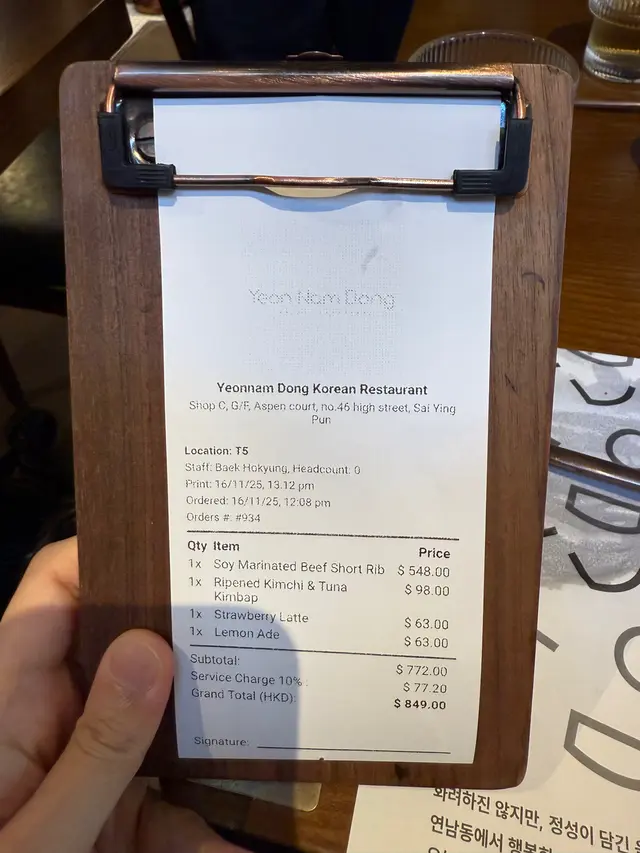 Yeon Nam Dong
Yeonnam Dong Korean Restaurant
Shop C, G/F, Aspen court, no.46 high street, Sai Ying
Pun
Location: T5
Staff: Baek Hokyung, Headcount: 0
Print: 16/11/25, 13:12 pm
Ordered: 16/11/25, 12:08 pm
Orders #: #934
Qty Item Price
1x Soy Marinated Beef Short Rib $ 548.00
1x Ripened Kimchi & Tuna $ 98.00
Kimbap
1x Strawberry Latte $ 63.00
1x Lemon Ade $ 63.00
Subtotal: $ 772.00
Service Charge 10% : $ 77.20
Grand Total (HKD): $ 849.00
Signature:
화려하진 않지만, 정성이 담긴
연남동에서 행복한